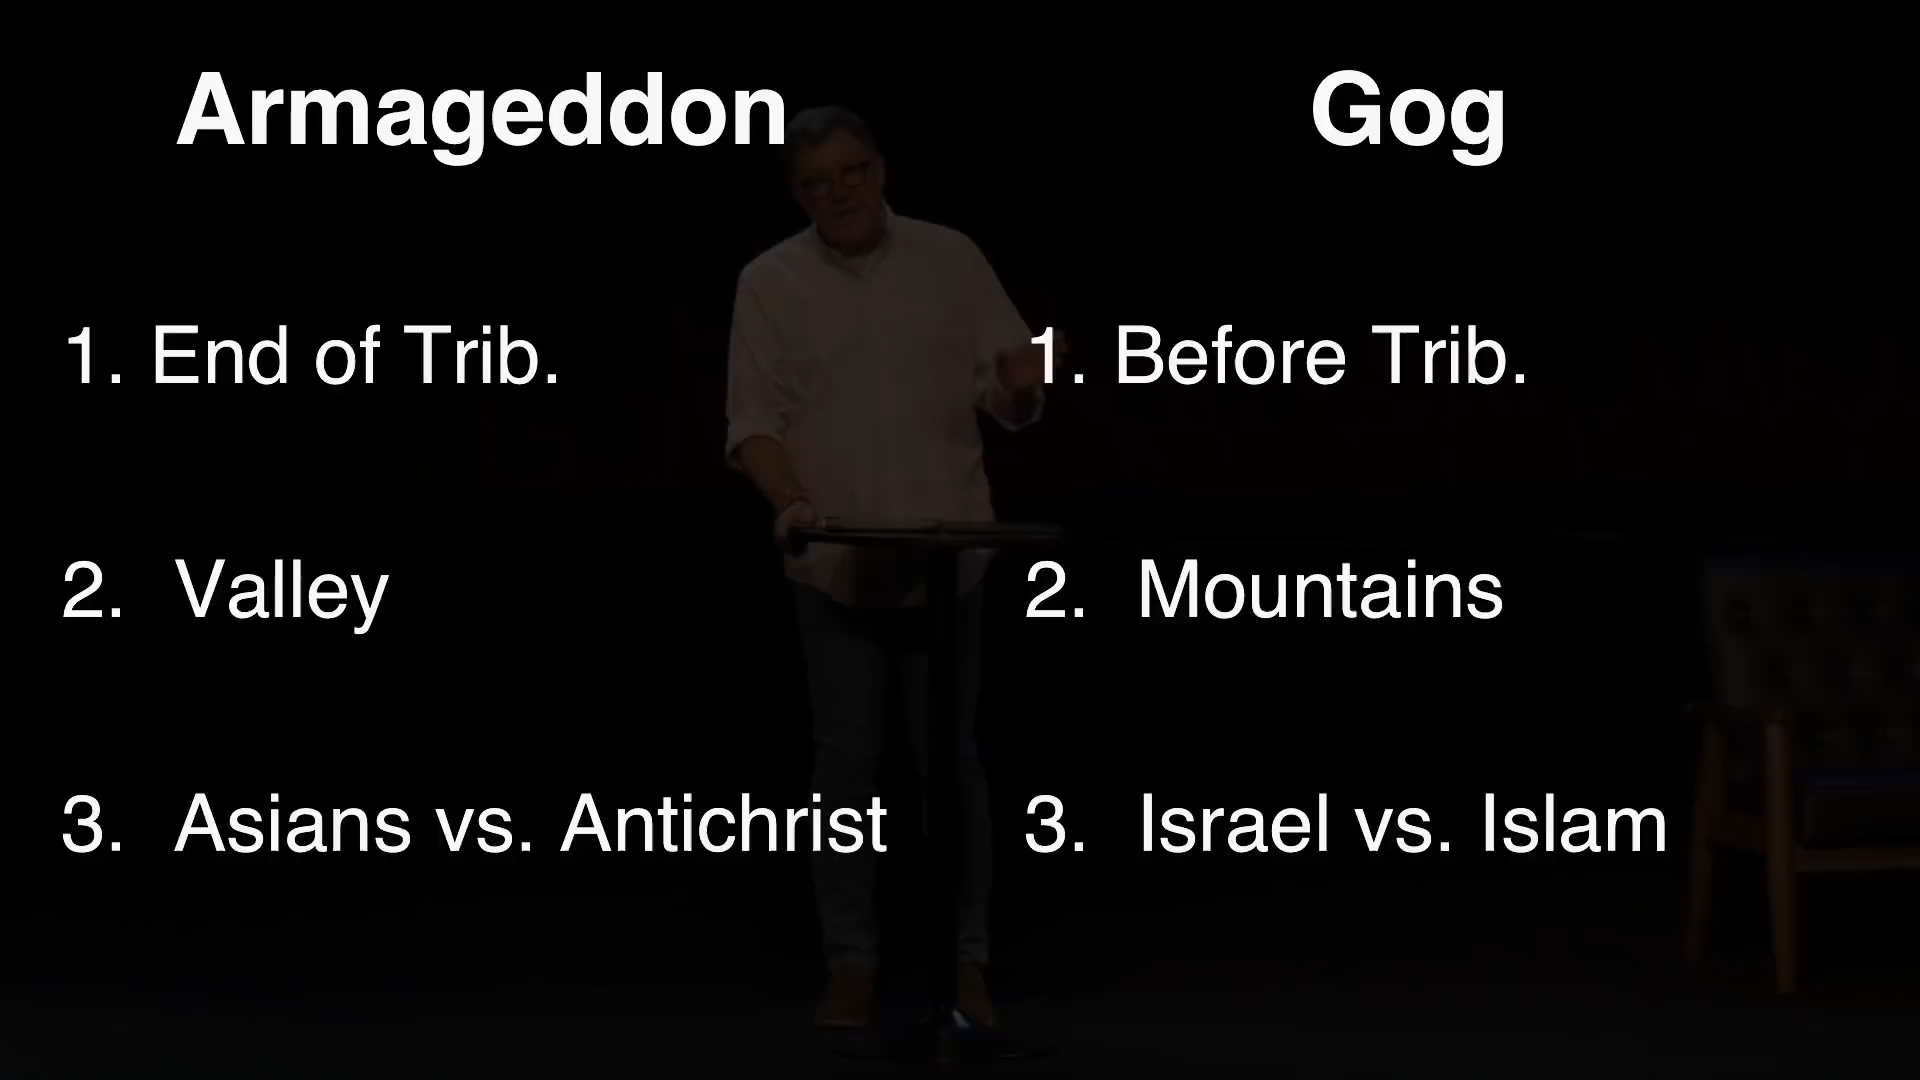 Armageddon
1. End of Trib.
2. Valley
3. Asians vs. Antichrist
Gog
1. Before Trib.
2. Mountains
3. Israel vs. Islam